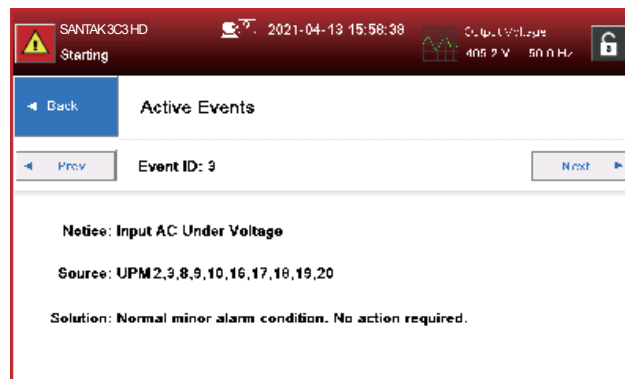 SANTAK 3C3 HD
2021-04-13 15:58:38
Output Voltage
Starting
405.2 V 50.0 Hz
Back
Active Events
Prev
Event ID: 3
Next
Notice: Input AC Under Voltage
Source: UPM 2,3,8,9,10,16,17,18,19,20
Solution: Normal minor alarm condition. No action required.